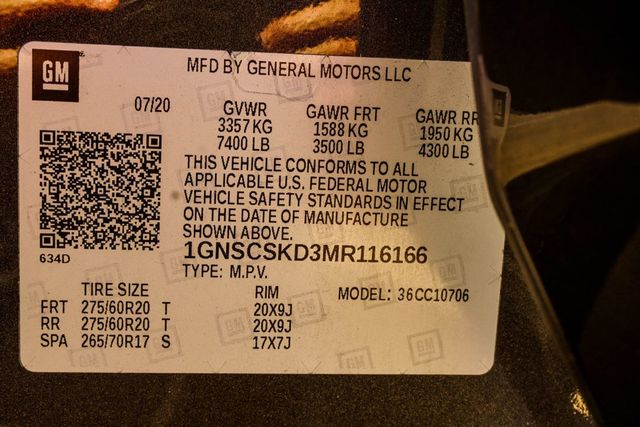 GM
MFD BY GENERAL MOTORS LLC
07/20
GVWR GAWR FRT GAWR RR
3357 KG 1588 KG 1950 KG
7400 LB 3500 LB 4300 LB
THIS VEHICLE CONFORMS TO ALL
APPLICABLE U.S. FEDERAL MOTOR
VEHICLE SAFETY STANDARDS IN EFFECT
ON THE DATE OF MANUFACTURE
SHOWN ABOVE.
634D
1GNSCSKD3MR116166
TYPE: M.P.V.
TIRE SIZE RIM MODEL: 36CC10706
FRT 275/60R20 T 20X9J
RR 275/60R20 T 20X9J
SPA 265/70R17 S 17X7J